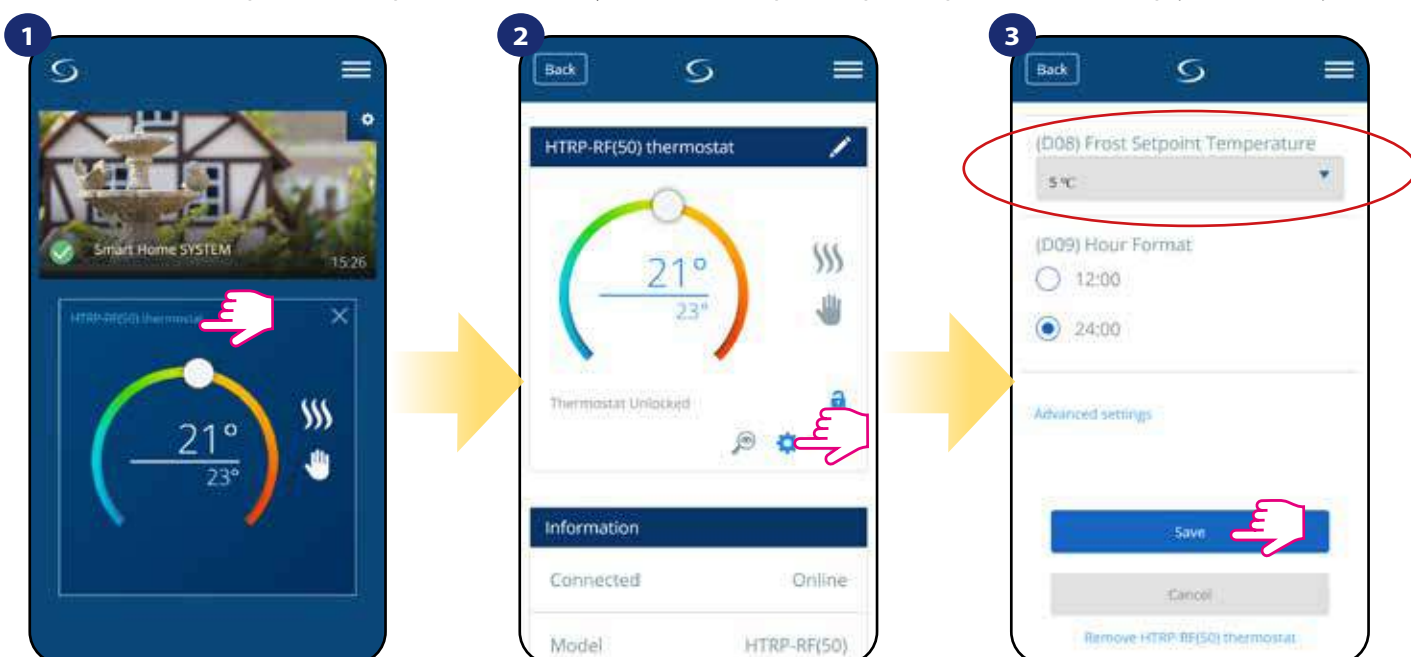 1
Smart Home SYSTEM
15:26
HTRP-RF(50) thermostat
21°
23°
2
Back
HTRP-RF(50) thermostat
21°
23°
Thermostat Unlocked
Information
Connected Online
Model HTRP-RF(50)
3
Back
(D08) Frost Setpoint Temperature
5 °C
(D09) Hour Format
12:00
24:00
Advanced settings
Save
Cancel
Remove HTRP-RF(50) thermostat